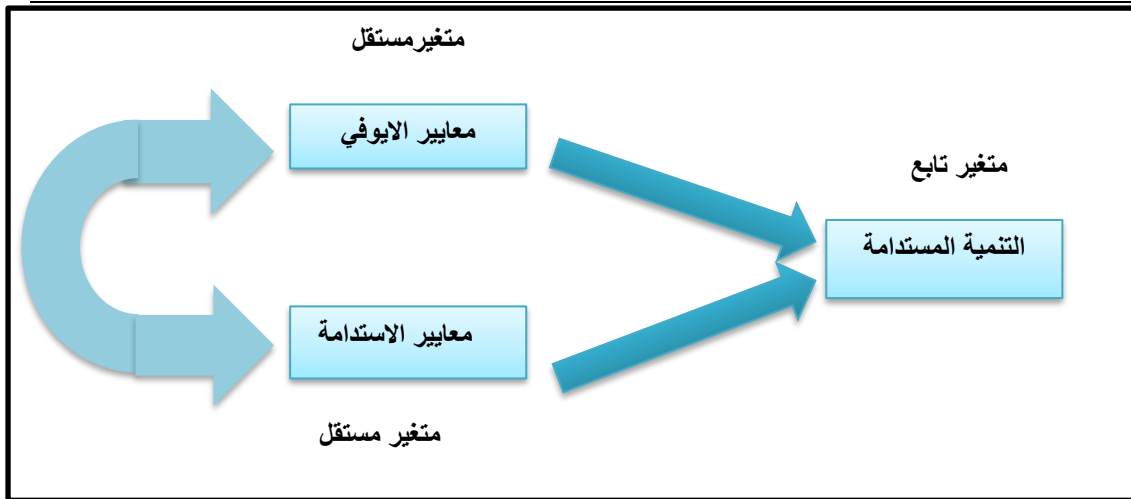 متغيرمستقل
معايير الايوفي
متغير تابع
التنمية المستدامة
معايير الاستدامة
متغير مستقل